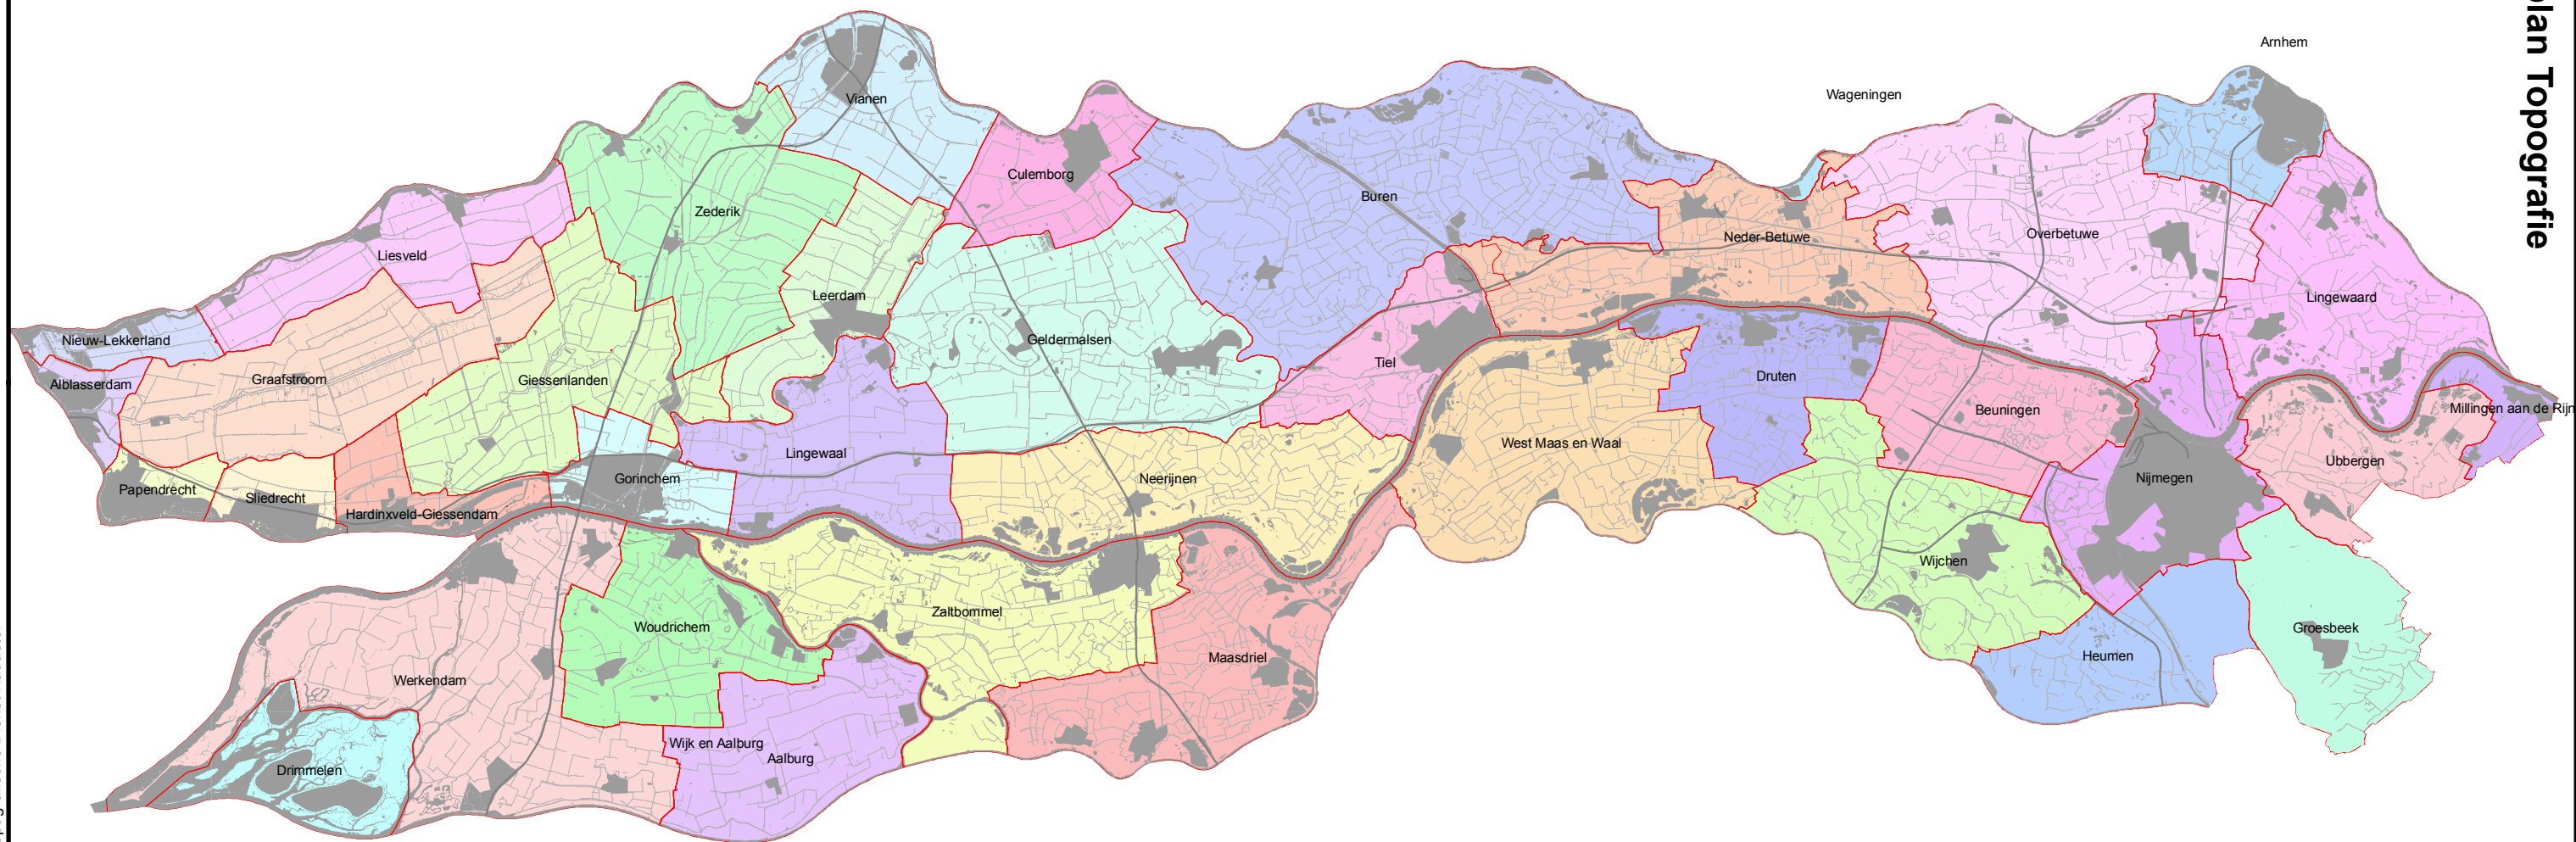 plan Topografie
Arnhem
Wageningen
Vianen
Culemborg
Buren
Zederik
Neder-Betuwe
Overbetuwe
Liesveld
Leerdam
Lingewaard
Nieuw-Lekkerland
Geldermalsen
Tiel
Alblasserdam
Graafstroom
Giessenlanden
Druten
Beuningen
Millingen aan de Rijn
West Maas en Waal
Lingewaal
Ubbergen
Papendrecht
Sliedrecht
Gorinchem
Neerijnen
Nijmegen
Hardinxveld-Giessendam
Wijchen
Zaltbommel
Woudrichem
Groesbeek
Maasdriel
Heumen
Werkendam
Wijk en Aalburg
Aalburg
Drimmelen